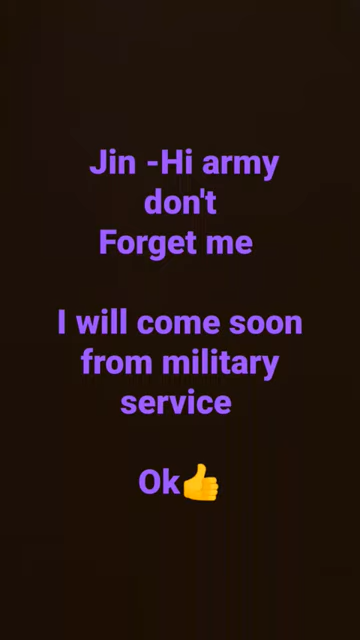 Jin -Hi army
don't
Forget me
I will come soon
from military
service
Ok👍